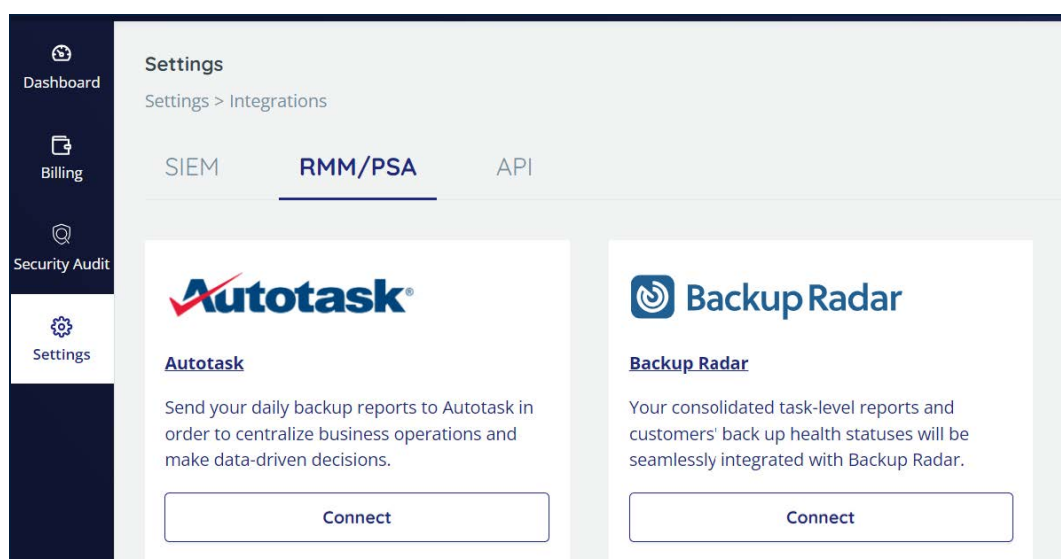 Dashboard
Billing
Security Audit
Settings
Settings
Settings > Integrations
SIEM RMM/PSA API
Autotask®
Autotask
Send your daily backup reports to Autotask in
order to centralize business operations and
make data-driven decisions.
Connect
Backup Radar
Backup Radar
Your consolidated task-level reports and
customers' back up health statuses will be
seamlessly integrated with Backup Radar.
Connect